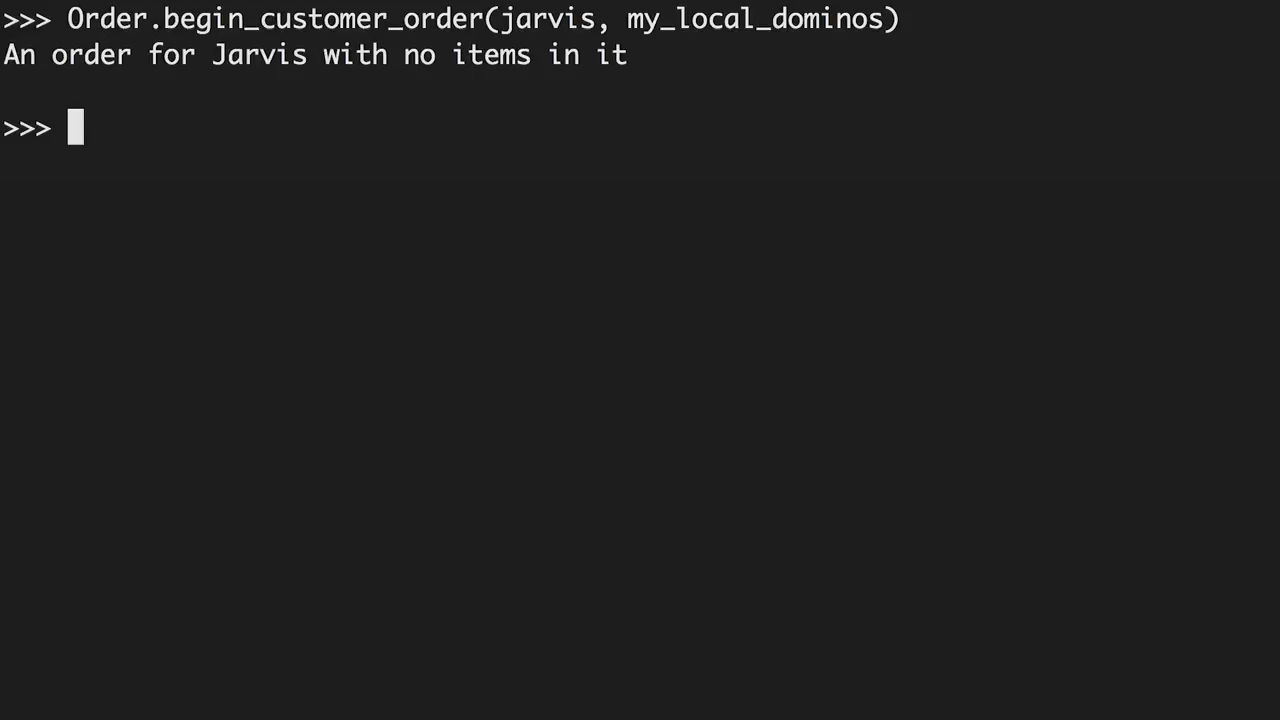 >>> Order.begin_customer_order(jarvis, my_local_dominos)
An order for Jarvis with no items in it
>>>